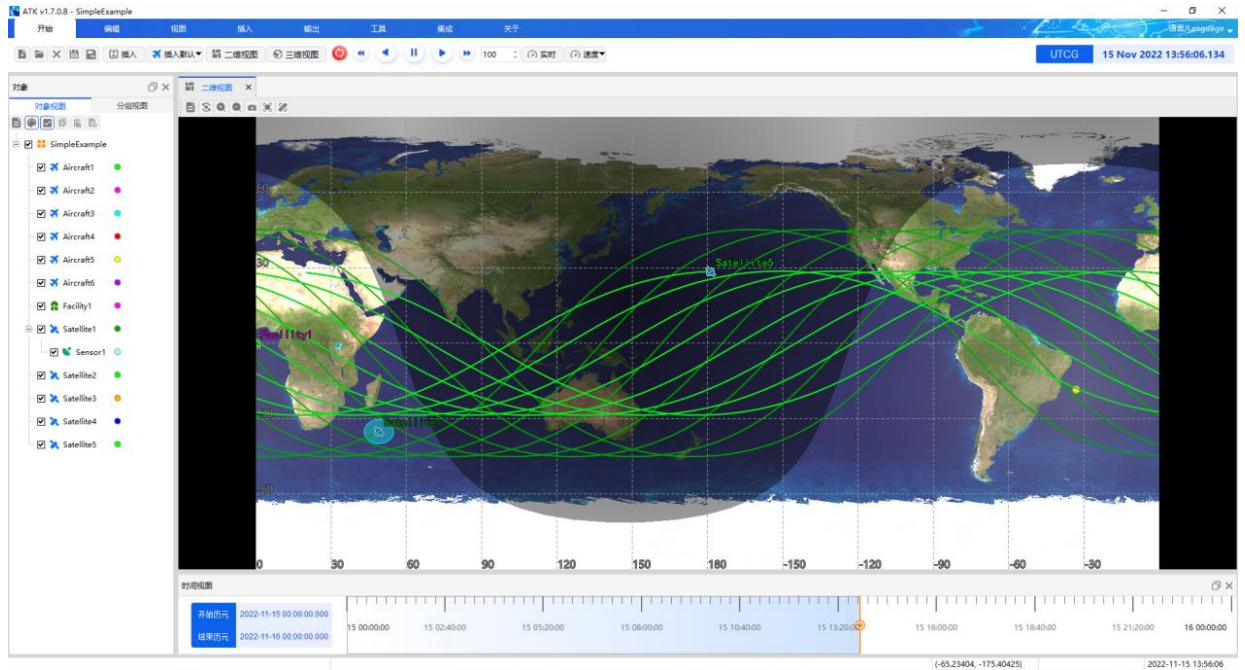 ATK v1.7.0.8 - SimpleExample
开始 编辑 视图 插入 输出 工具 集成 关于 语言/Langdage
插入 插入默认 二维视图 三维视图 100 实时 速度 UTCG 15 Nov 2022 13:56:06.134
对象 二维视图
对象视图 分组视图
SimpleExample
Aircraft1
Aircraft2
Aircraft3
Aircraft4
Aircraft5
Aircraft6
Facility1
Satellite1
Sensor1
Satellite2
Satellite3
Satellite4
Satellite5
60
30
Satellite5
Facility1
-30
-60
0 30 60 90 120 150 180 -150 -120 -90 -60 -30
时间视图
开始历元 2022-11-15 00:00:00.000
结束历元 2022-11-16 00:00:00.000
15 00:00:00 15 02:40:00 15 05:20:00 15 08:00:00 15 10:40:00 15 13:20:00 15 16:00:00 15 18:40:00 15 21:20:00 16 00:00:00
(-65.23404, -175.40425) 2022-11-15 13:56:06